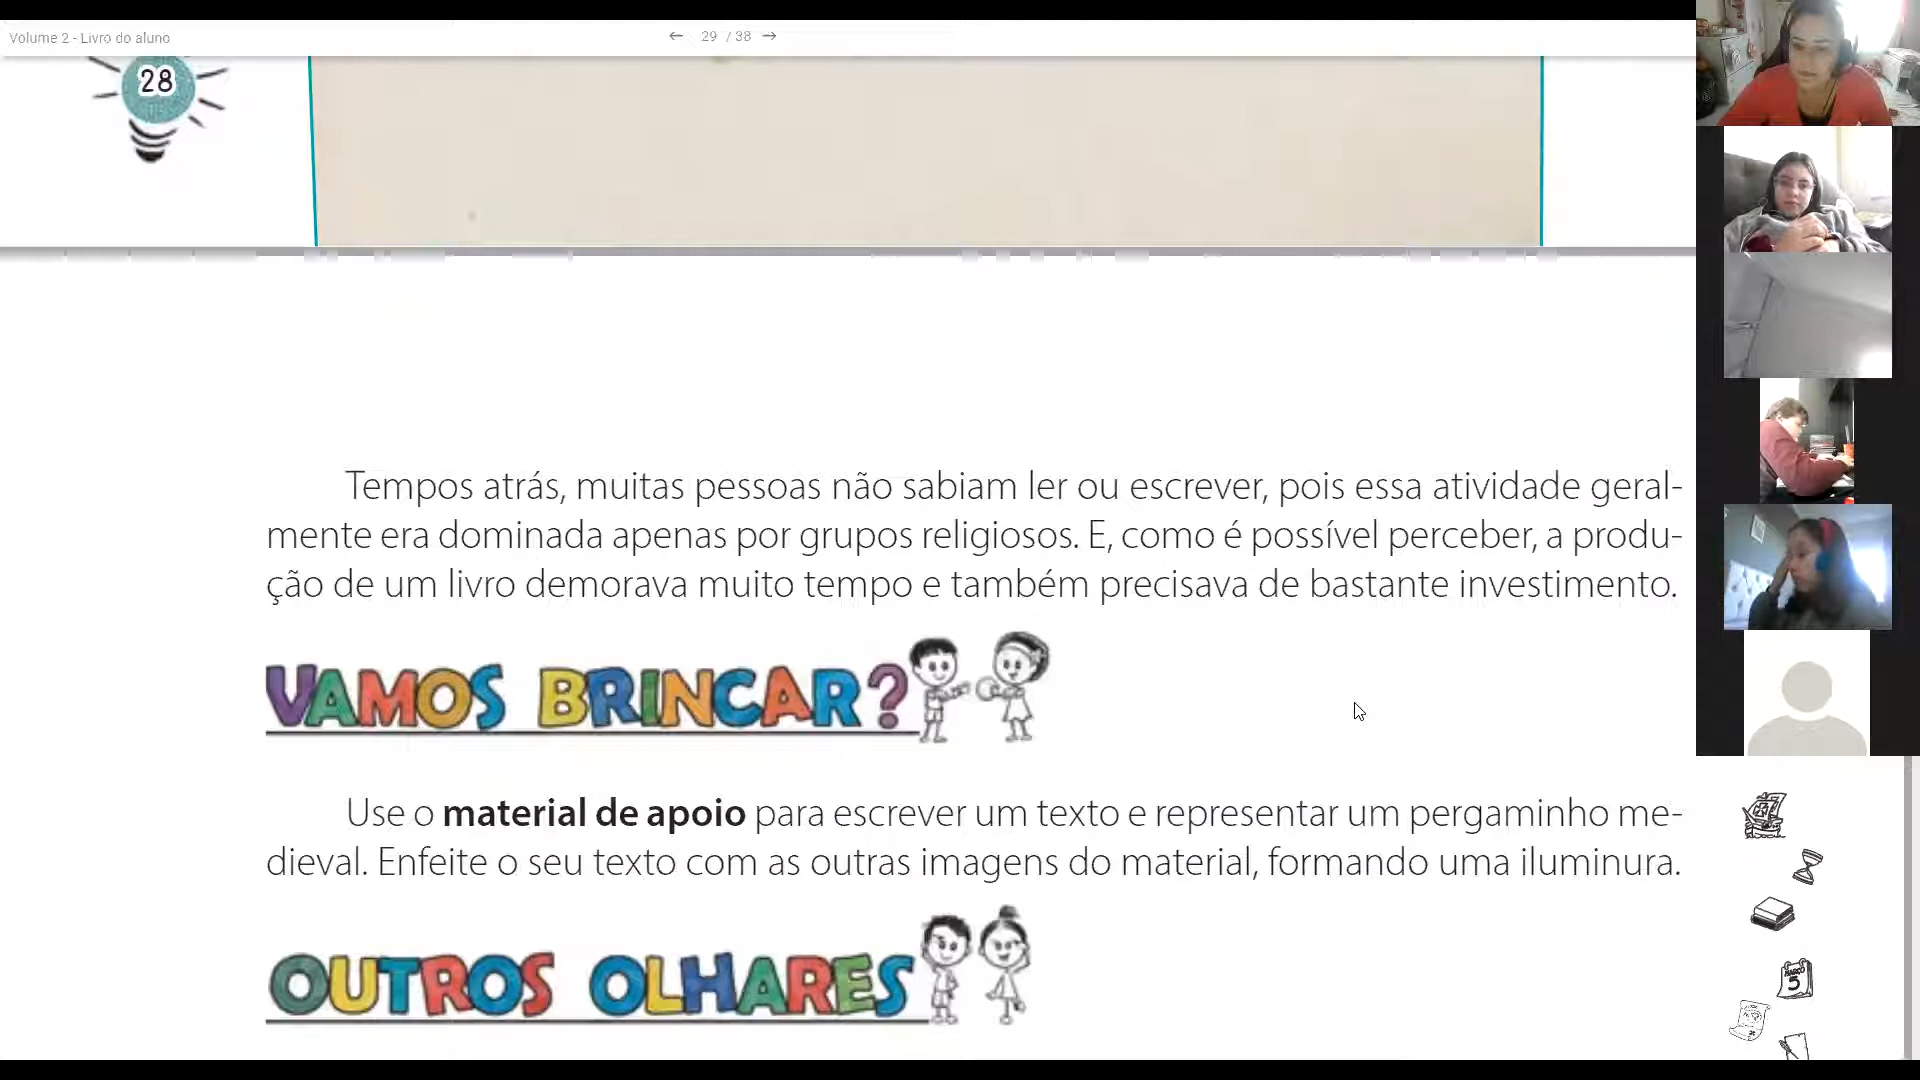 Volume 2 - Livro do aluno
← 29 / 38 →
28
Tempos atrás, muitas pessoas não sabiam ler ou escrever, pois essa atividade geral-
mente era dominada apenas por grupos religiosos. E, como é possível perceber, a produ-
ção de um livro demorava muito tempo e também precisava de bastante investimento.
VAMOS BRINCAR?
Use o material de apoio para escrever um texto e representar um pergaminho me-
dieval. Enfeite o seu texto com as outras imagens do material, formando uma iluminura.
OUTROS OLHARES
MARÇO
5